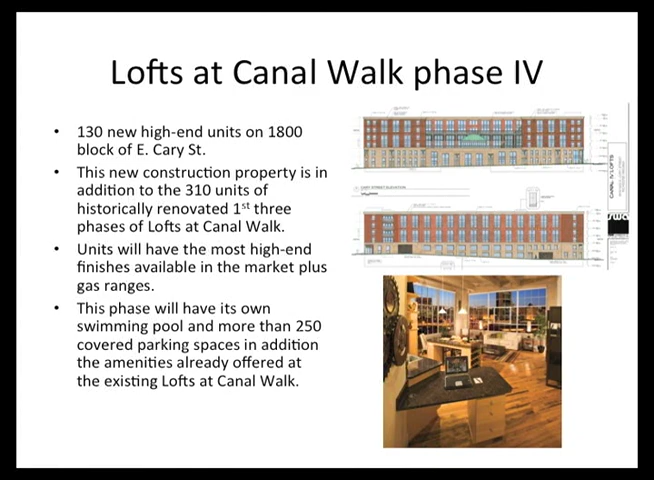 Lofts at Canal Walk phase IV
• 130 new high-end units on 1800
block of E. Cary St.
• This new construction property is in
addition to the 310 units of
historically renovated 1st three
phases of Lofts at Canal Walk.
• Units will have the most high-end
finishes available in the market plus
gas ranges.
• This phase will have its own
swimming pool and more than 250
covered parking spaces in addition
the amenities already offered at
the existing Lofts at Canal Walk.